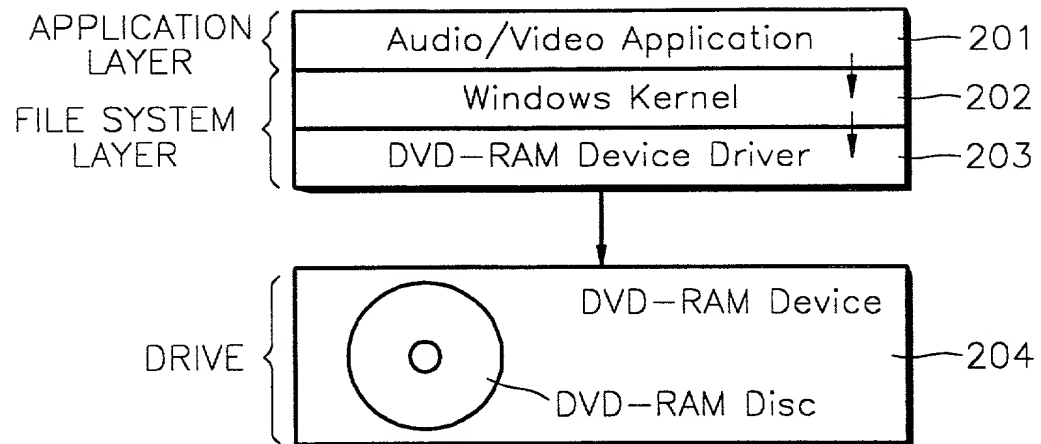 APPLICATION LAYER
Audio/Video Application
201
Windows Kernel
202
FILE SYSTEM LAYER
DVD-RAM Device Driver
203
DVD-RAM Device
DRIVE
204
DVD-RAM Disc